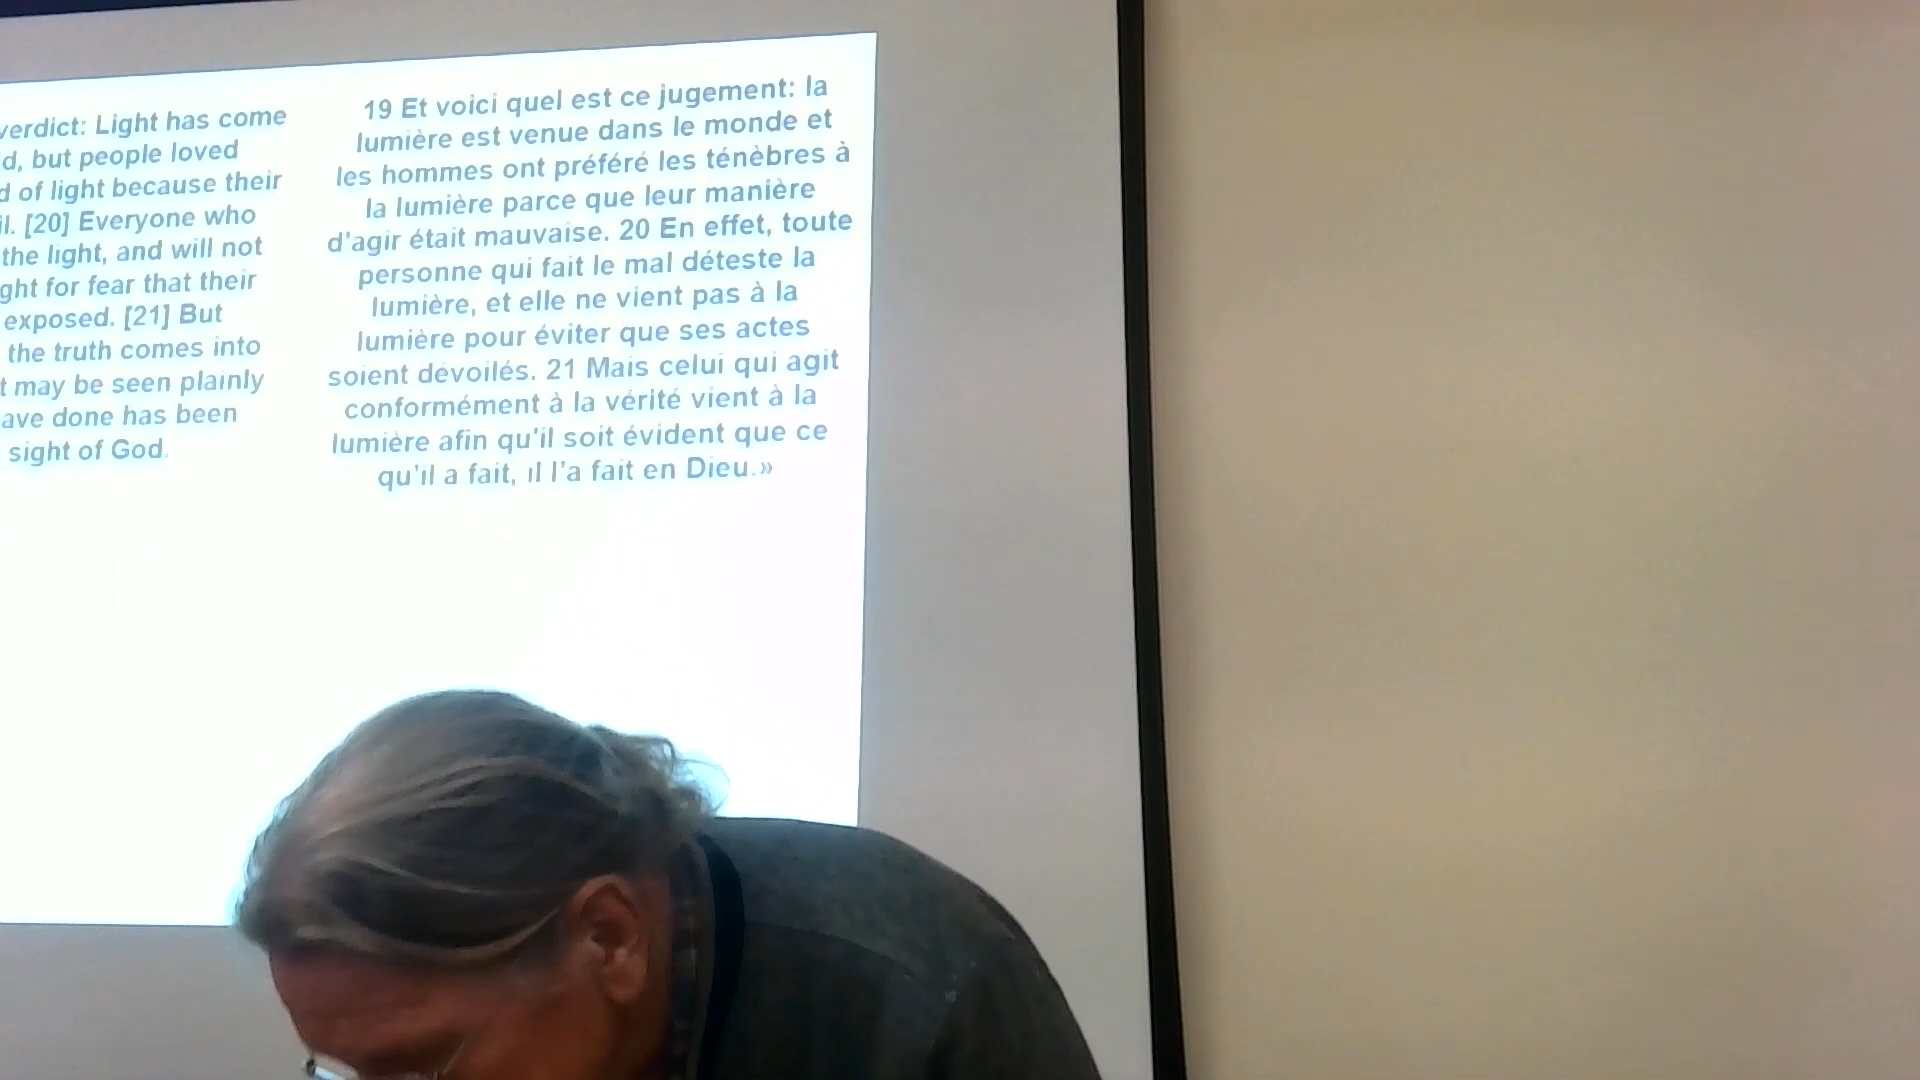 verdict: Light has come
d, but people loved
d of light because their
il. [20] Everyone who
the light, and will not
ght for fear that their
exposed. [21] But
the truth comes into
t may be seen plainly
ave done has been
sight of God.
19 Et voici quel est ce jugement: la
lumière est venue dans le monde et
les hommes ont préféré les ténèbres à
la lumière parce que leur manière
d'agir était mauvaise. 20 En effet, toute
personne qui fait le mal déteste la
lumière, et elle ne vient pas à la
lumière pour éviter que ses actes
soient dévoilés. 21 Mais celui qui agit
conformément à la vérité vient à la
lumière afin qu'il soit évident que ce
qu'il a fait, il l'a fait en Dieu.»